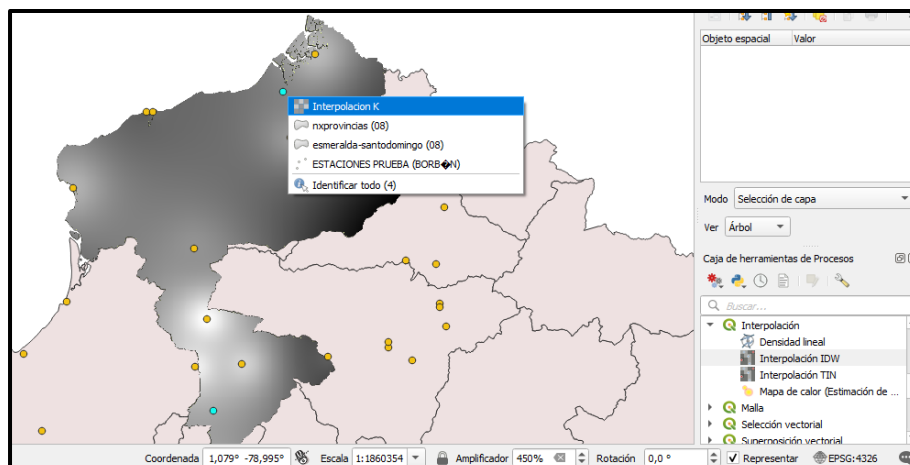 Objeto espacial Valor
Interpolacion K
nxprovincias (08)
esmeralda-santodomingo (08)
ESTACIONES PRUEBA (BORB�N)
Identificar todo (4)
Modo Selección de capa
Ver Árbol
Caja de herramientas de Procesos
Buscar...
Interpolación
Densidad lineal
Interpolación IDW
Interpolación TIN
Mapa de calor (Estimación de ...
Malla
Selección vectorial
Superposición vectorial
Coordenada 1,079° -78,995° Escala 1:1860354 Amplificador 450% Rotación 0,0 ° Representar EPSG:4326